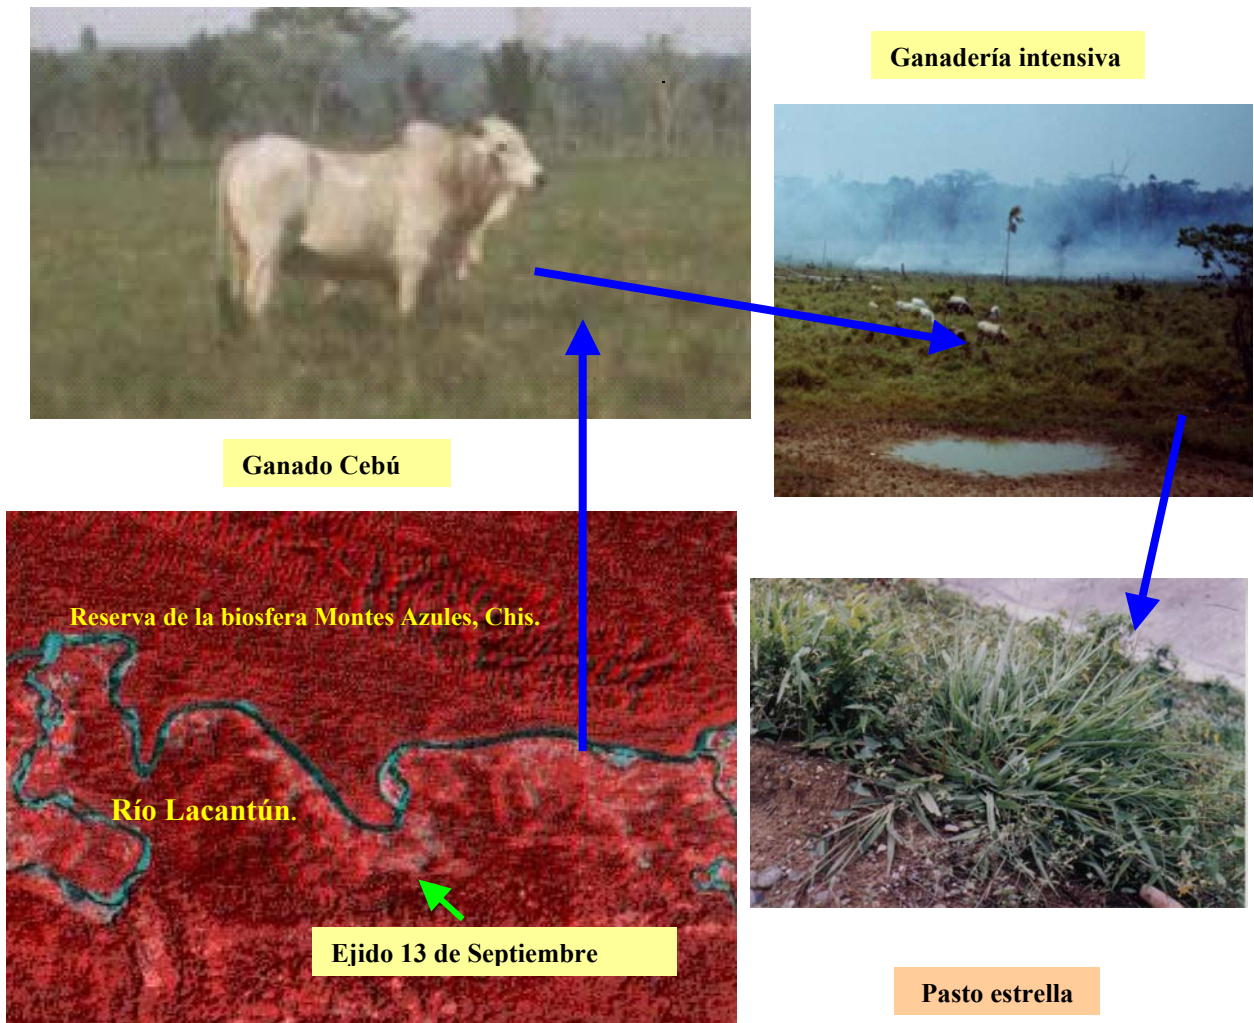 Ganadería intensiva
Ganado Cebú
Reserva de la biosfera Montes Azules, Chis.
Río Lacantún.
Ejido 13 de Septiembre
Pasto estrella